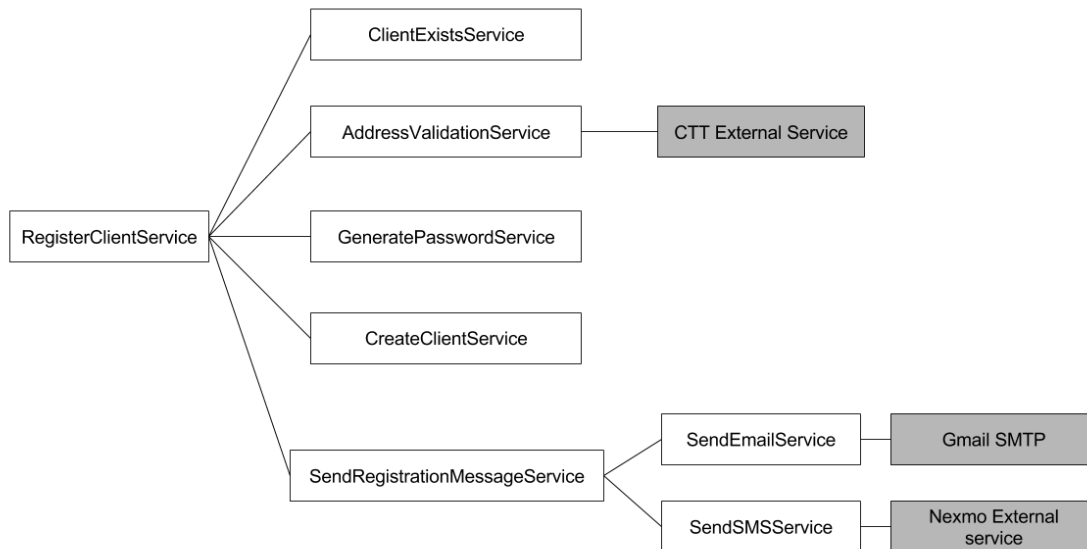 ClientExistsService
AddressValidationService
CTT External Service
RegisterClientService
GeneratePasswordService
CreateClientService
SendRegistrationMessageService
SendEmailService
Gmail SMTP
SendSMSService
Nexmo External
service